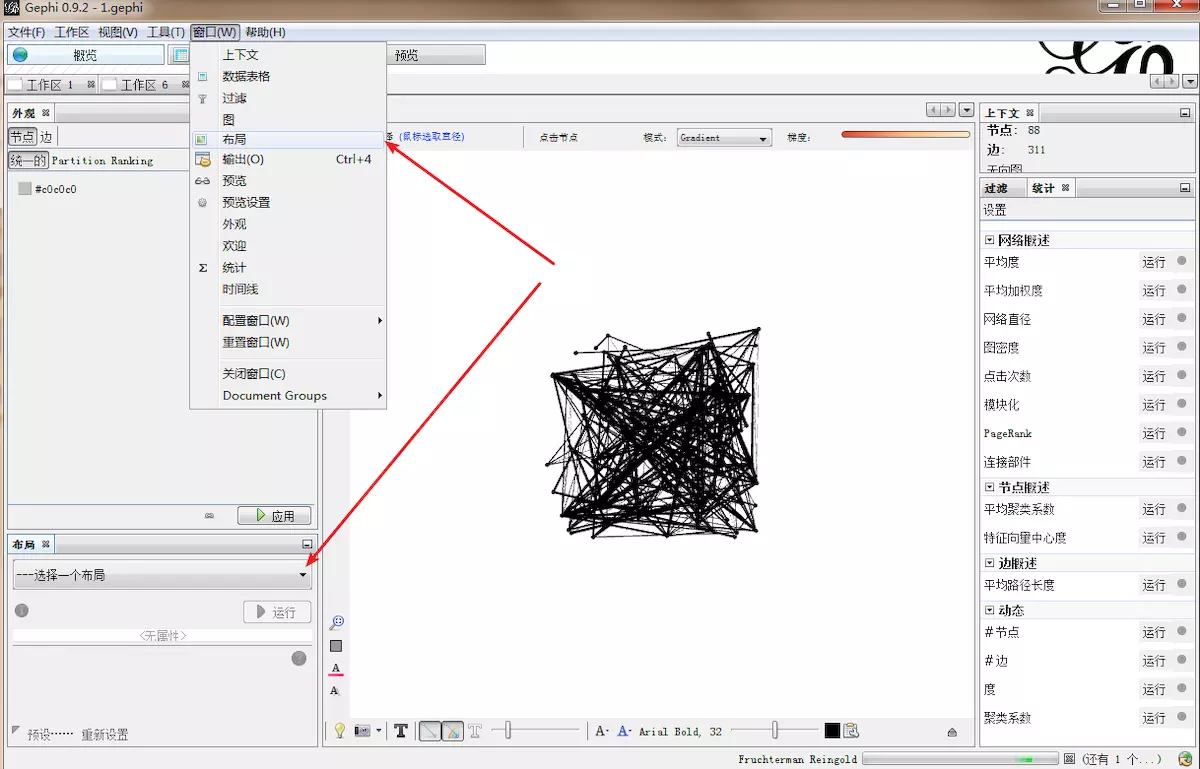 Gephi 0.9.2 - 1.gephi
文件(F) 工作区 视图(V) 工具(T) 窗口(W) 帮助(H)
概览
预览
工作区 1
工作区 6
上下文
数据表格
过滤
图
布局
输出(O) Ctrl+4
预览
预览设置
外观
欢迎
统计
时间线
配置窗口(W)
重置窗口(W)
关闭窗口(C)
Document Groups
外观
节点 边
统一的 Partition Ranking
#c0c0c0
应用
布局
---选择一个布局
运行
<无属性>
预设······ 重新设置
(鼠标选取直径)
点击节点
模式: Gradient
梯度:
Arial Bold, 32
上下文
节点: 88
边: 311
无向图
过滤 统计
设置
网络概述
平均度 运行
平均加权度 运行
网络直径 运行
图密度 运行
点击次数 运行
模块化 运行
PageRank 运行
连接部件 运行
节点概述
平均聚类系数 运行
特征向量中心度 运行
边概述
平均路径长度 运行
动态
#节点 运行
#边 运行
度 运行
聚类系数 运行
Fruchterman Reingold
(还有 1 个...)